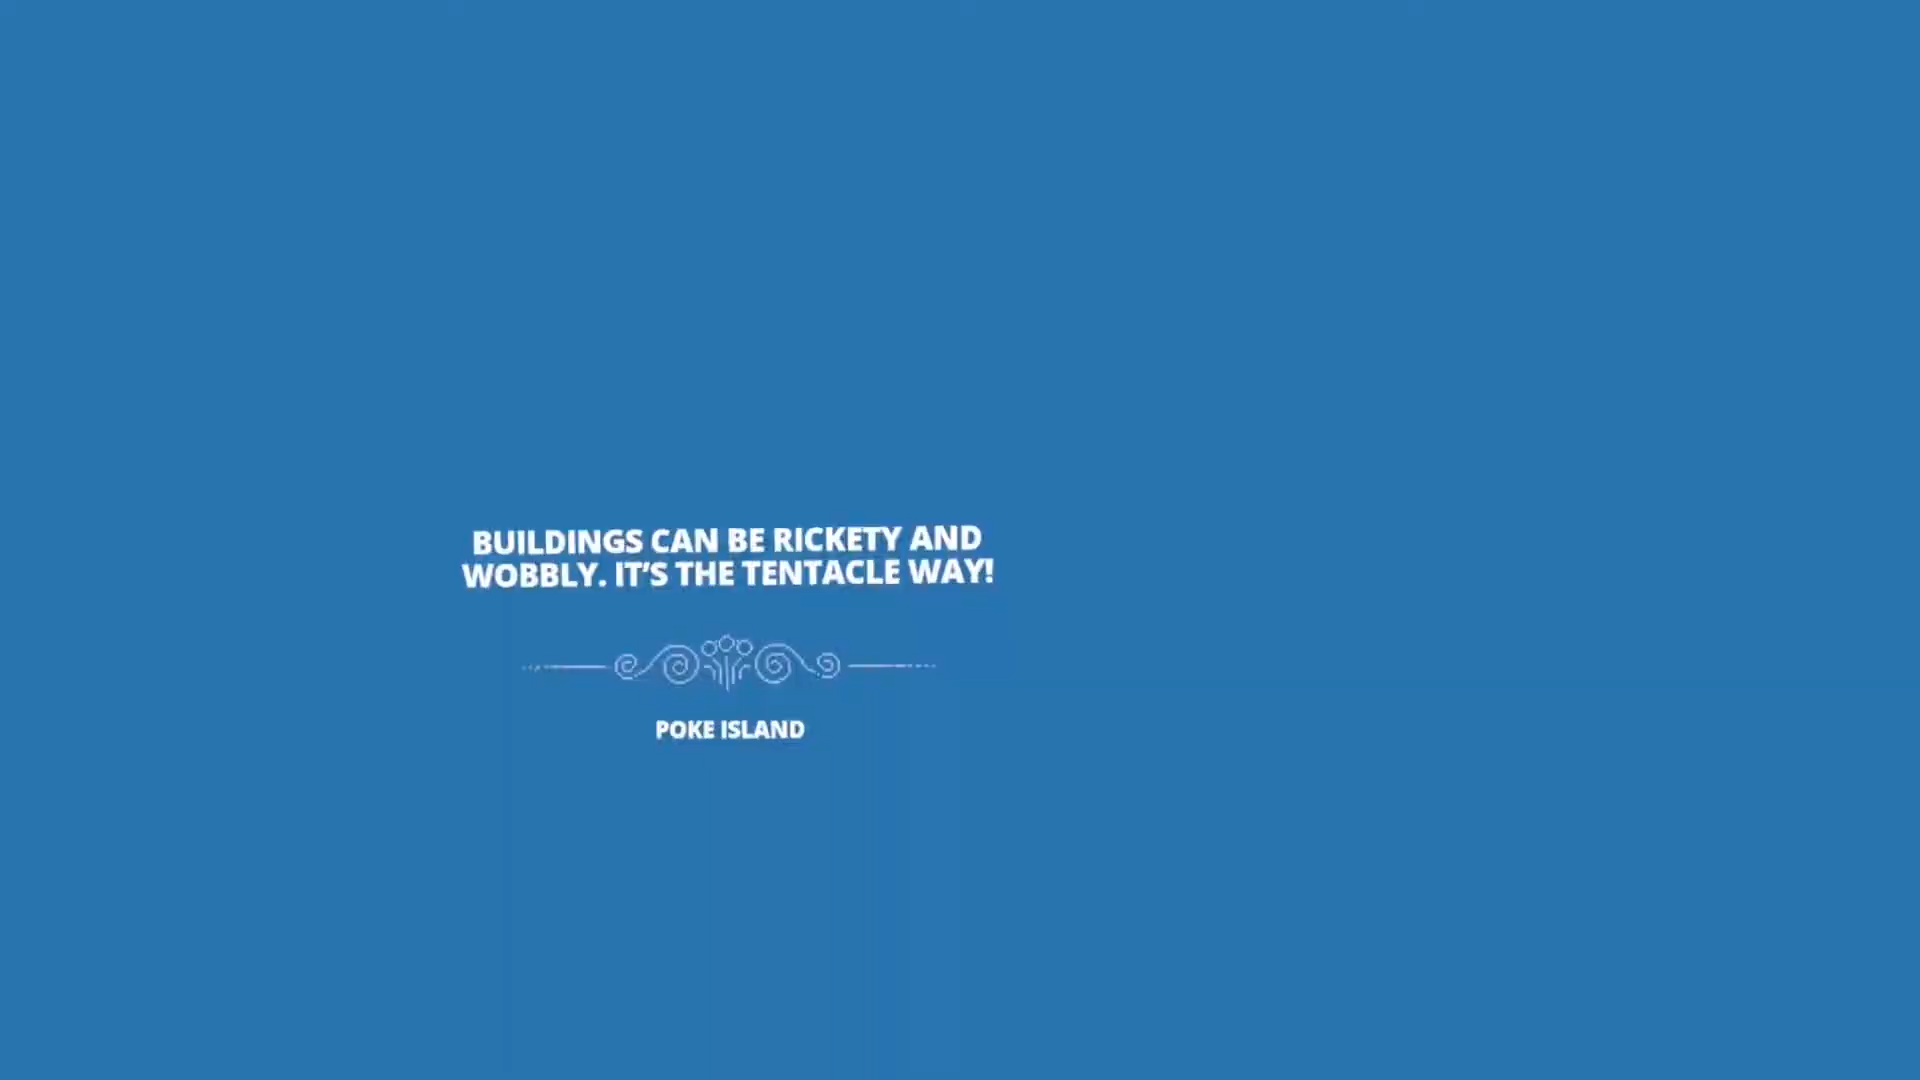 BUILDINGS CAN BE RICKETY AND
WOBBLY. IT’S THE TENTACLE WAY!
POKE ISLAND